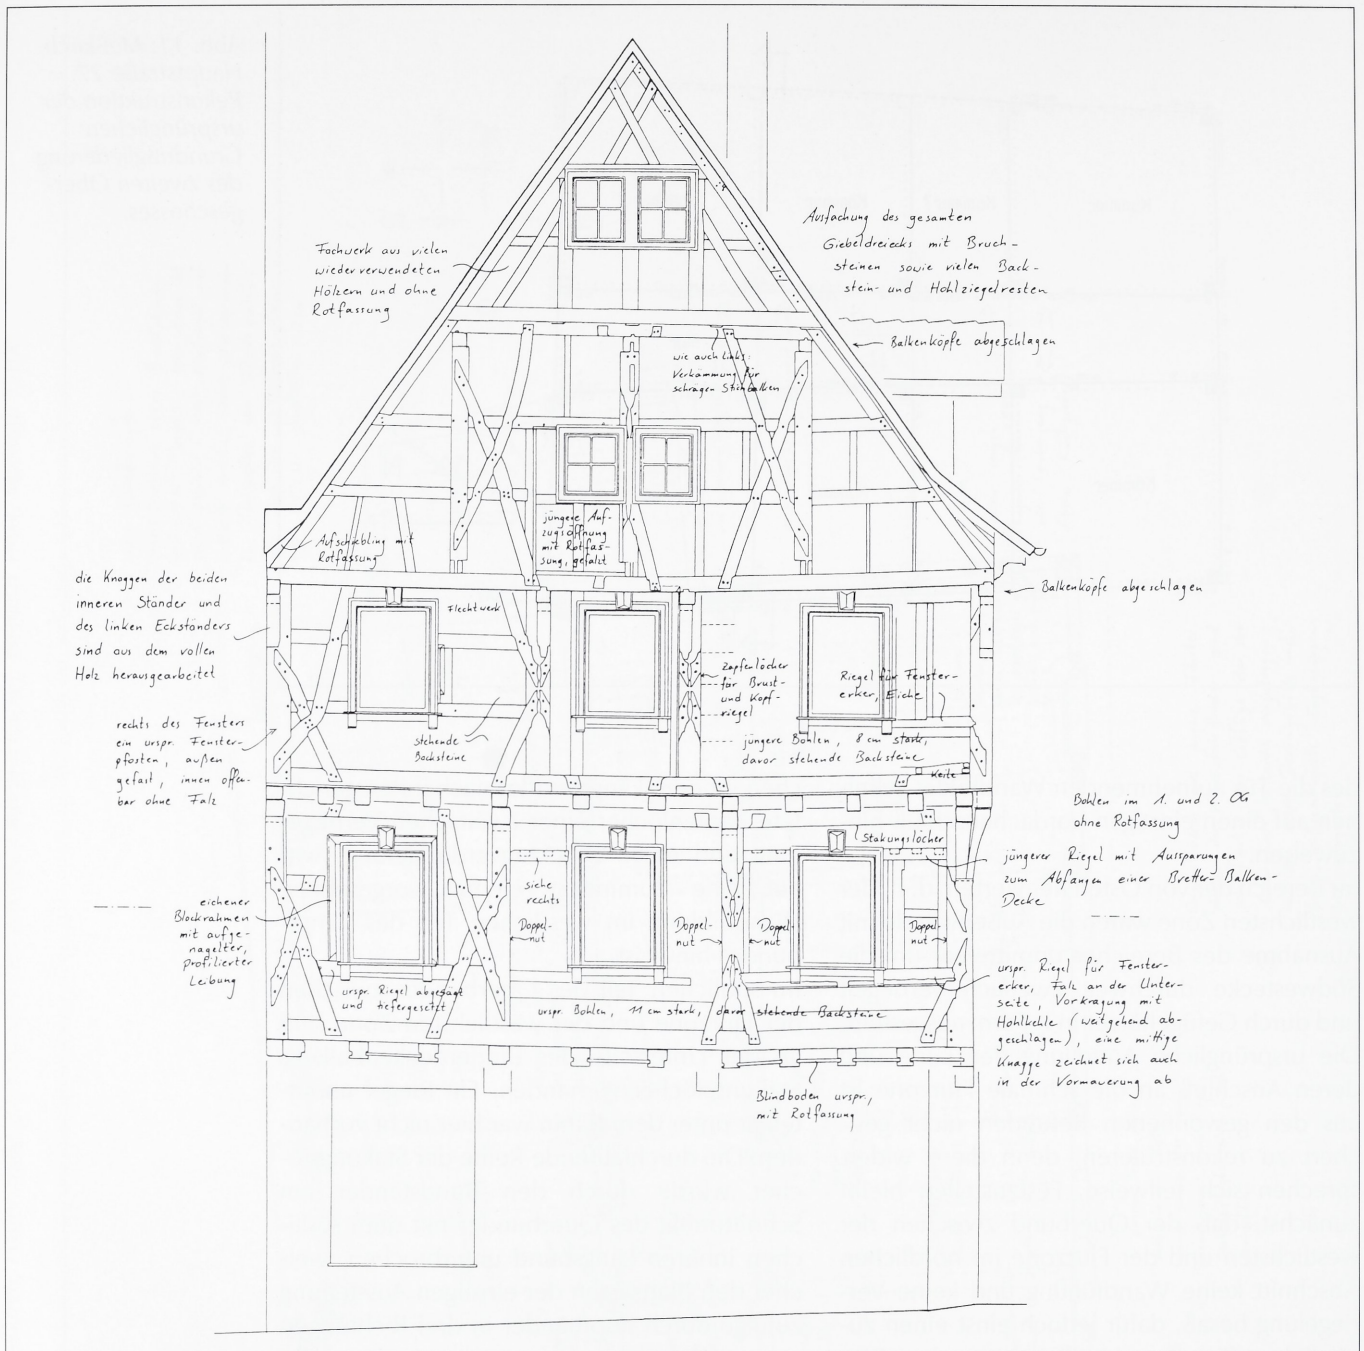 Fachwerk aus vielen
wiederverwendeten
Hölzern und ohne
Rotfassung
Ausfachung des gesamten
Giebeldreiecks mit Bruch-
steinen sowie vielen Back-
stein- und Hohlziegelresten
Balkenköpfe abgeschlagen
wie auch links:
Verkämmung für
schrägen Stichbalken
jüngere Auf-
zugsöffnung
mit Rotfas-
sung, gefalzt
Aufschiebling mit
Rotfassung
die Knaggen der beiden
inneren Ständer und
des linken Eckständers
sind aus dem vollen
Holz herausgearbeitet
Balkenköpfe abgeschlagen
Flechtwerk
Zapfenlöcher
für Brust-
und Kopf-
riegel
Riegel für Fenster-
erker, Eiche
rechts des Fensters
ein urspr. Fenster-
pfosten, außen
gefast, innen offen-
bar ohne Falz
stehende
Backsteine
jüngere Bohlen, 8 cm stark,
davor stehende Backsteine
Keile
Bohlen im 1. und 2. OG
ohne Rotfassung
Stakungslöcher
jüngerer Riegel mit Aussparungen
zum Abfangen einer Bretter-Balken-
Decke
siehe
rechts
eichener
Blockrahmen
mit aufge-
nagelter,
profilierter
Leibung
Doppel-
nut
Doppel-
nut
Doppel-
nut
Doppel-
nut
urspr. Riegel abgesägt
und tiefergesetzt
urspr. Bohlen, 11 cm stark, davor stehende Backsteine
urspr. Riegel für Fenster-
erker, Falz an der Unter-
seite, Vorkragung mit
Hohlkehle (weitgehend ab-
geschlagen), eine mittige
Knagge zeichnet sich auch
in der Vormauerung ab
Blindboden urspr.,
mit Rotfassung